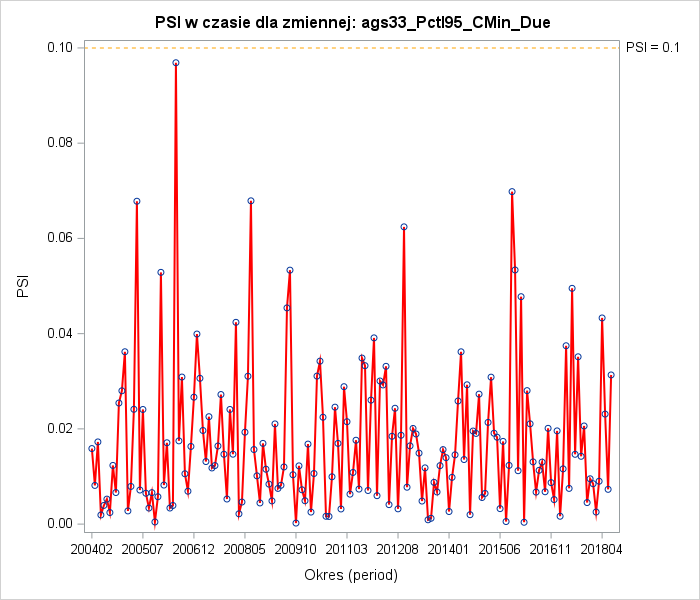 PSI w czasie dla zmiennej: ags33_Pctl95_CMin_Due
0.10
PSI = 0.1
0.08
0.06
PSI
0.04
0.02
0.00
200402 200507 200612 200805 200910 201103 201208 201401 201506 201611 201804
Okres (period)